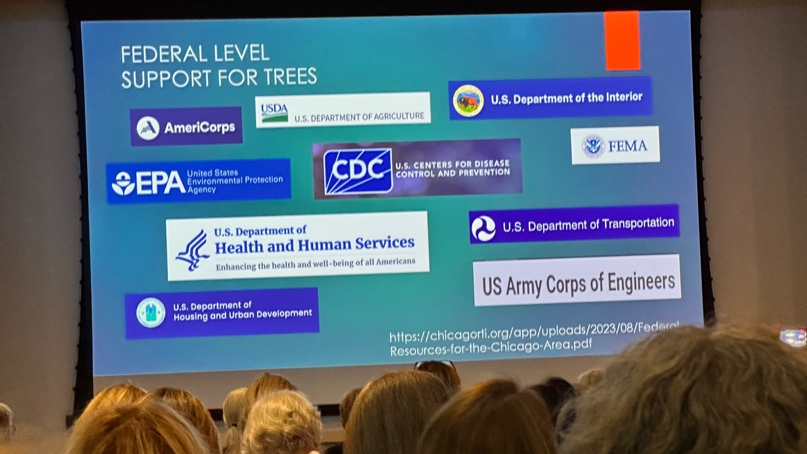 FEDERAL LEVEL
SUPPORT FOR TREES
AmeriCorps
USDA
U.S. DEPARTMENT OF AGRICULTURE
U.S. Department of the Interior
EPA
United States
Environmental Protection
Agency
CDC
U.S. CENTERS FOR DISEASE
CONTROL AND PREVENTION
FEMA
U.S. Department of
Health and Human Services
Enhancing the health and well-being of all Americans
U.S. Department of Transportation
US Army Corps of Engineers
U.S. Department of
Housing and Urban Development
https://chicagorti.org/app/uploads/2023/08/Federal
Resources-for-the-Chicago-Area.pdf